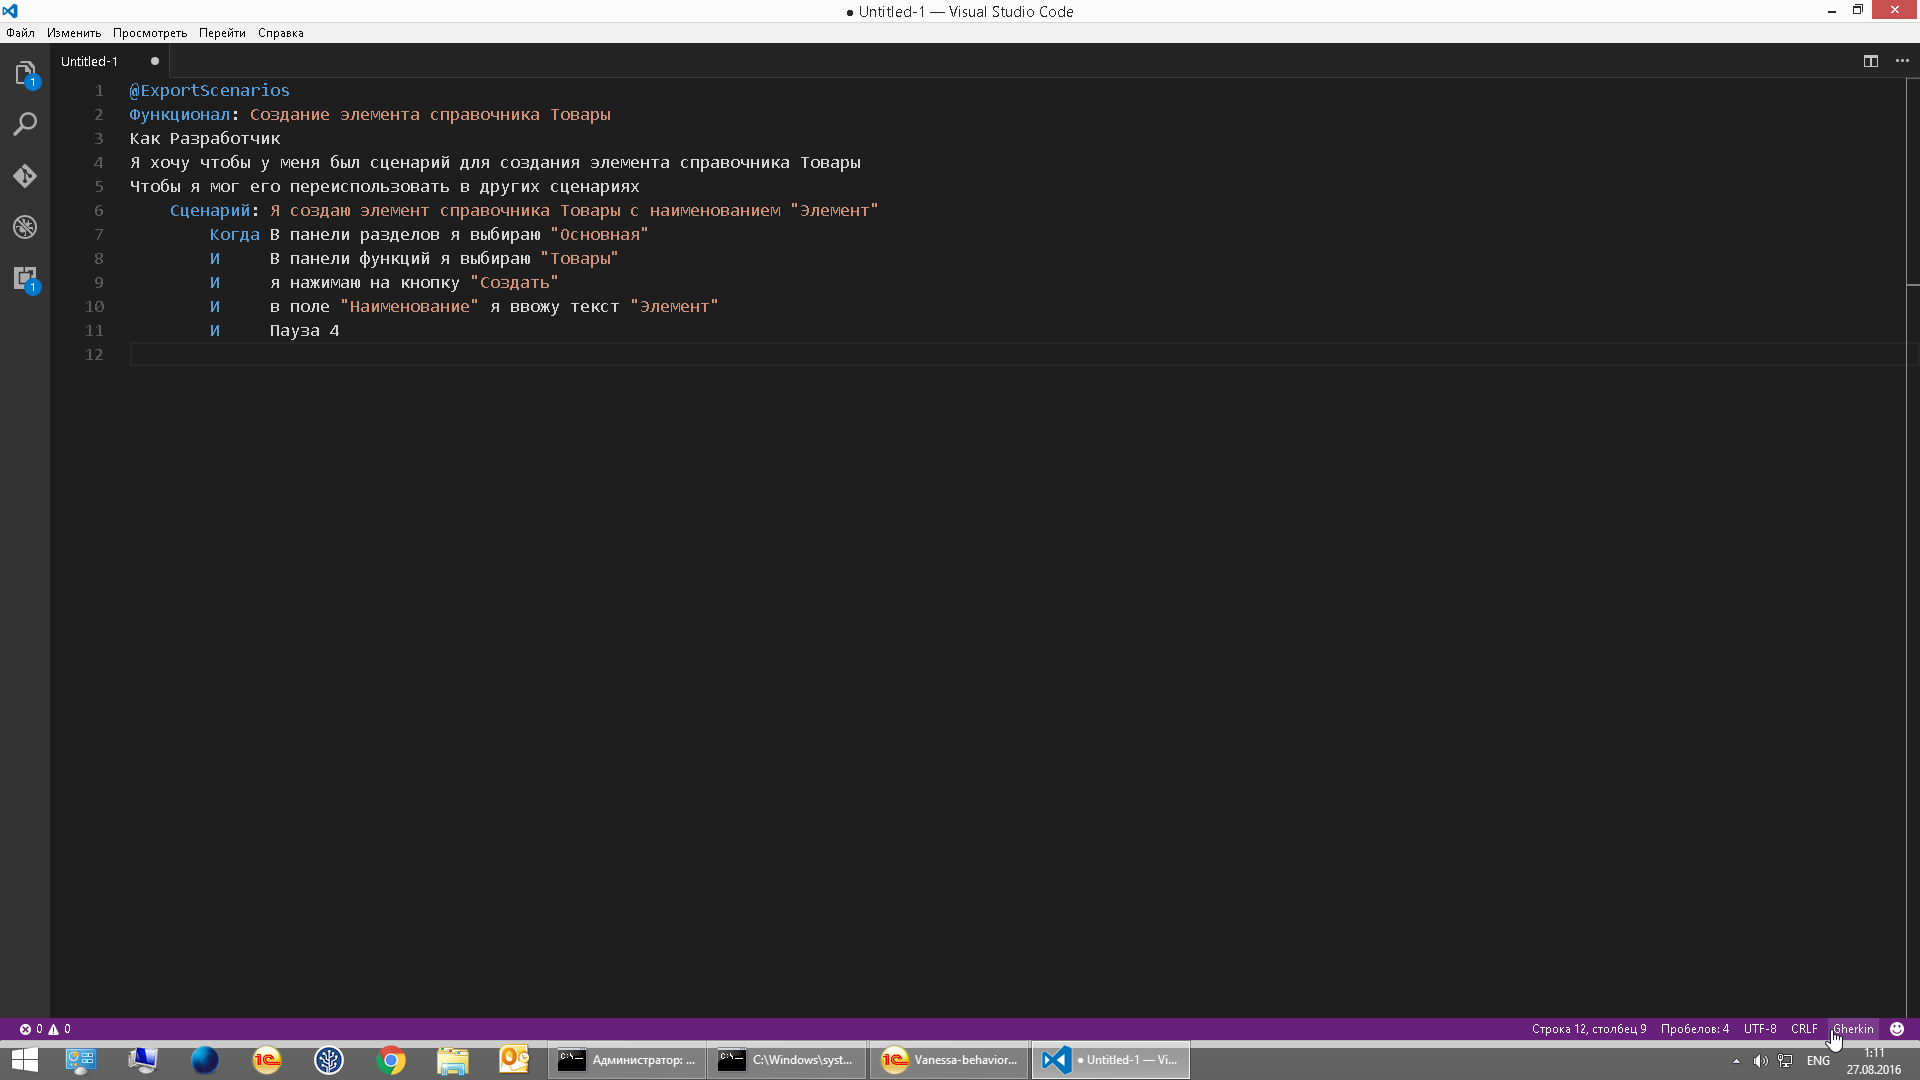 ● Untitled-1 — Visual Studio Code
Файл Изменить Просмотреть Перейти Справка
Untitled-1
1 @ExportScenarios
2 Функционал: Создание элемента справочника Товары
3 Как Разработчик
4 Я хочу чтобы у меня был сценарий для создания элемента справочника Товары
5 Чтобы я мог его переиспользовать в других сценариях
6 Сценарий: Я создаю элемент справочника Товары с наименованием "Элемент"
7 Когда В панели разделов я выбираю "Основная"
8 И В панели функций я выбираю "Товары"
9 И я нажимаю на кнопку "Создать"
10 И в поле "Наименование" я ввожу текст "Элемент"
11 И Пауза 4
12
1
1
0 0 Строка 12, столбец 9 Пробелов: 4 UTF-8 CRLF Gherkin
Администратор: ... C:\Windows\syst... Vanessa-behavior... ● Untitled-1 — Vi... ENG 1:11
27.08.2016